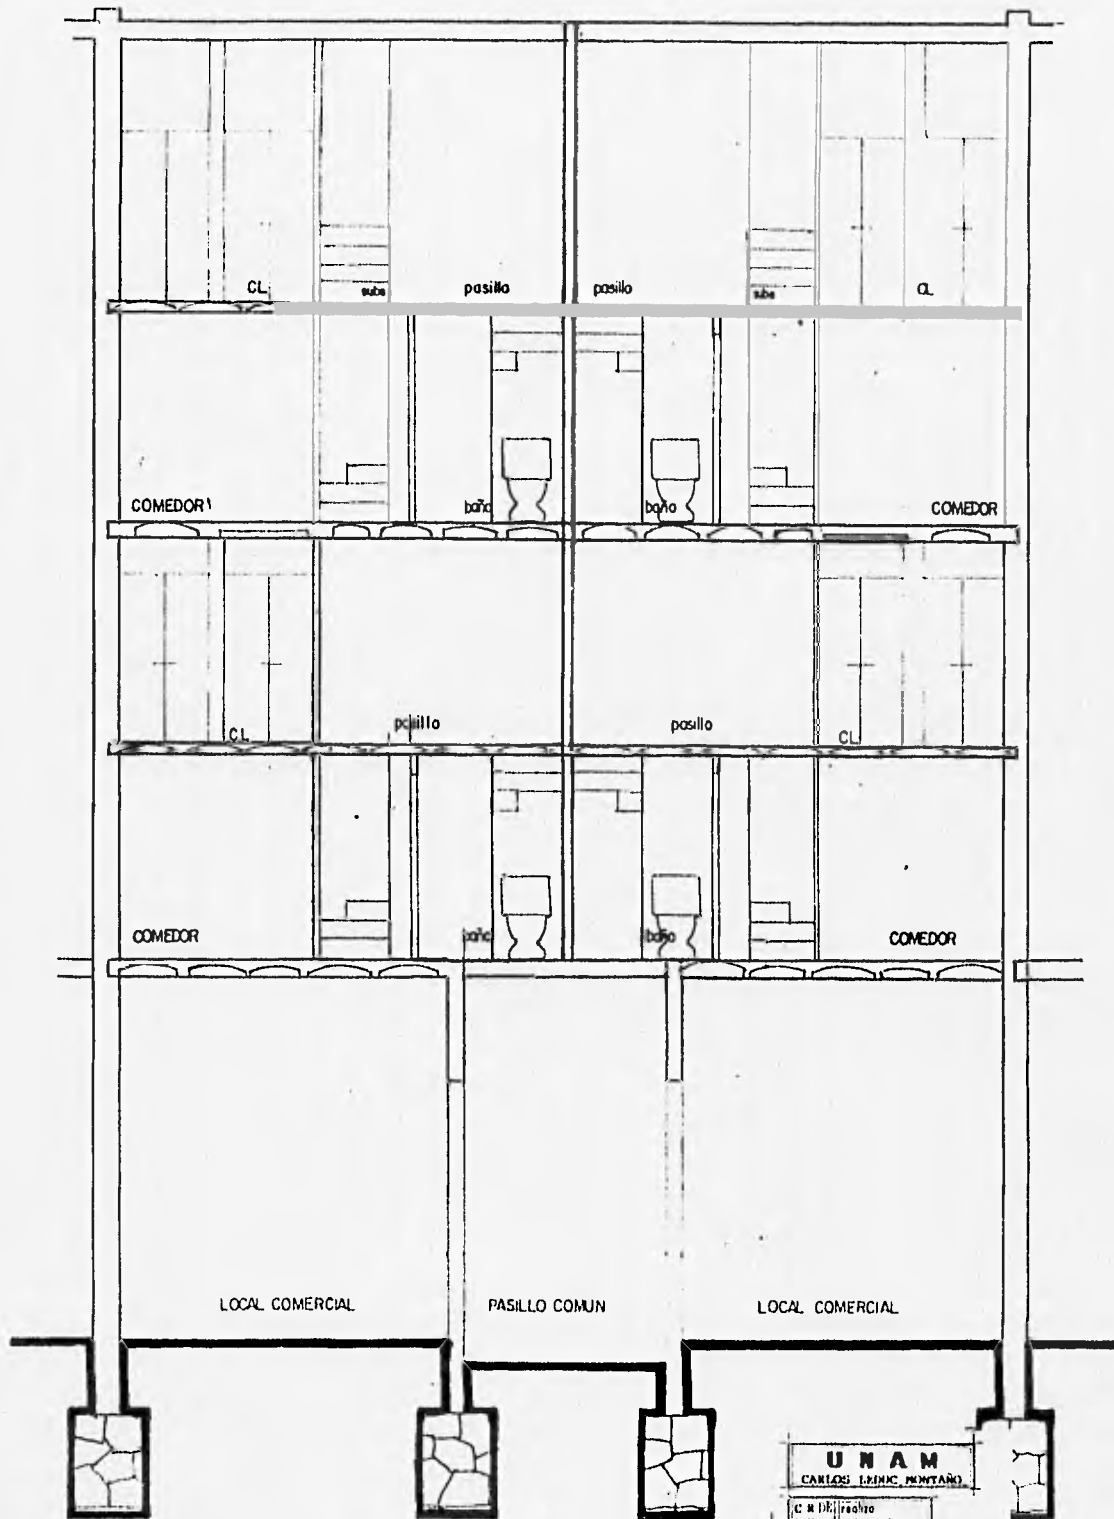 CL sube pasillo pasillo sube CL
COMEDOR baño baño COMEDOR
CL pasillo pasillo CL
COMEDOR baño baño COMEDOR
LOCAL COMERCIAL PASILLO COMUN LOCAL COMERCIAL
UNAM
CARLOS LEDUC MONTAÑO
realizo